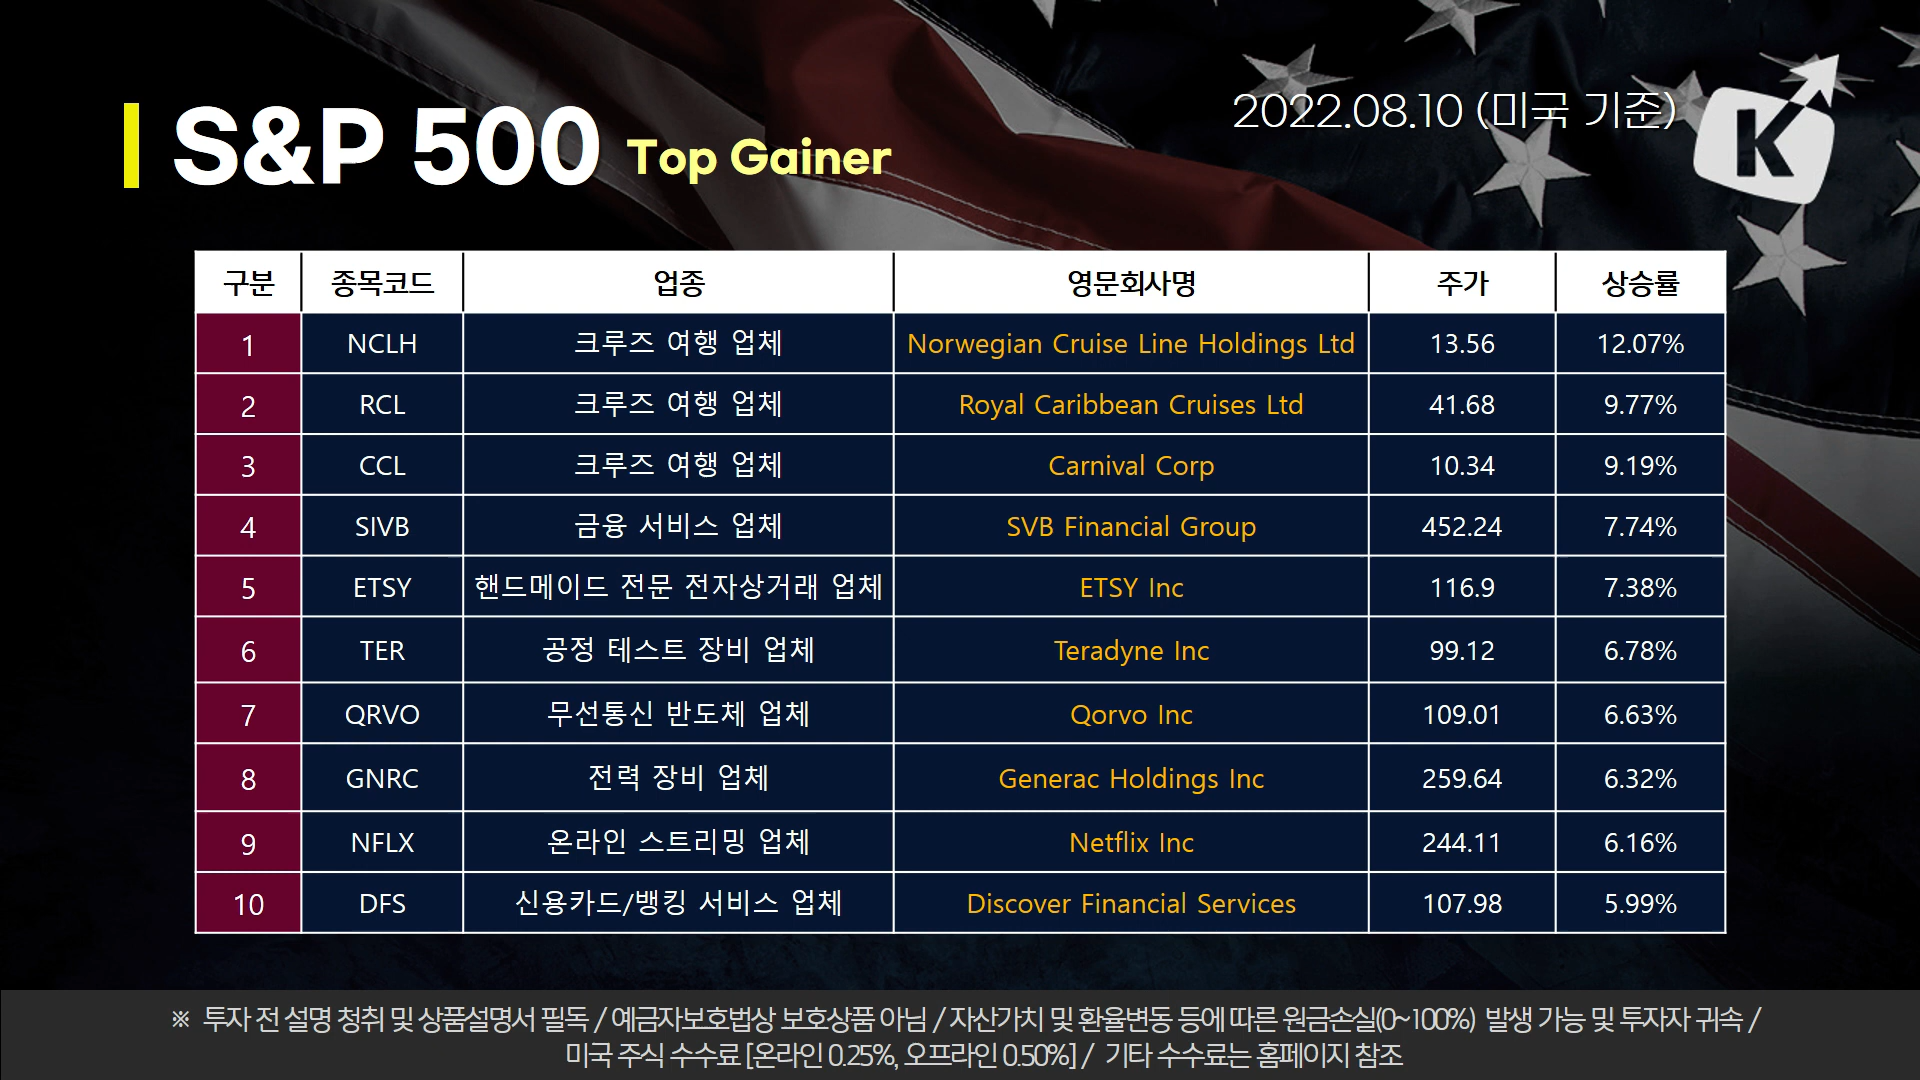 S&P 500 Top Gainer
2022.08.10 (미국 기준)
K
구분 종목코드 업종 영문회사명 주가 상승률
1 NCLH 크루즈 여행 업체 Norwegian Cruise Line Holdings Ltd 13.56 12.07%
2 RCL 크루즈 여행 업체 Royal Caribbean Cruises Ltd 41.68 9.77%
3 CCL 크루즈 여행 업체 Carnival Corp 10.34 9.19%
4 SIVB 금융 서비스 업체 SVB Financial Group 452.24 7.74%
5 ETSY 핸드메이드 전문 전자상거래 업체 ETSY Inc 116.9 7.38%
6 TER 공정 테스트 장비 업체 Teradyne Inc 99.12 6.78%
7 QRVO 무선통신 반도체 업체 Qorvo Inc 109.01 6.63%
8 GNRC 전력 장비 업체 Generac Holdings Inc 259.64 6.32%
9 NFLX 온라인 스트리밍 업체 Netflix Inc 244.11 6.16%
10 DFS 신용카드/뱅킹 서비스 업체 Discover Financial Services 107.98 5.99%
※ 투자 전 설명 청취 및 상품설명서 필독 / 예금자보호법상 보호상품 아님 / 자산가치 및 환율변동 등에 따른 원금손실(0~100%) 발생 가능 및 투자자 귀속 /
미국 주식 수수료 [온라인 0.25%, 오프라인 0.50%] / 기타 수수료는 홈페이지 참조